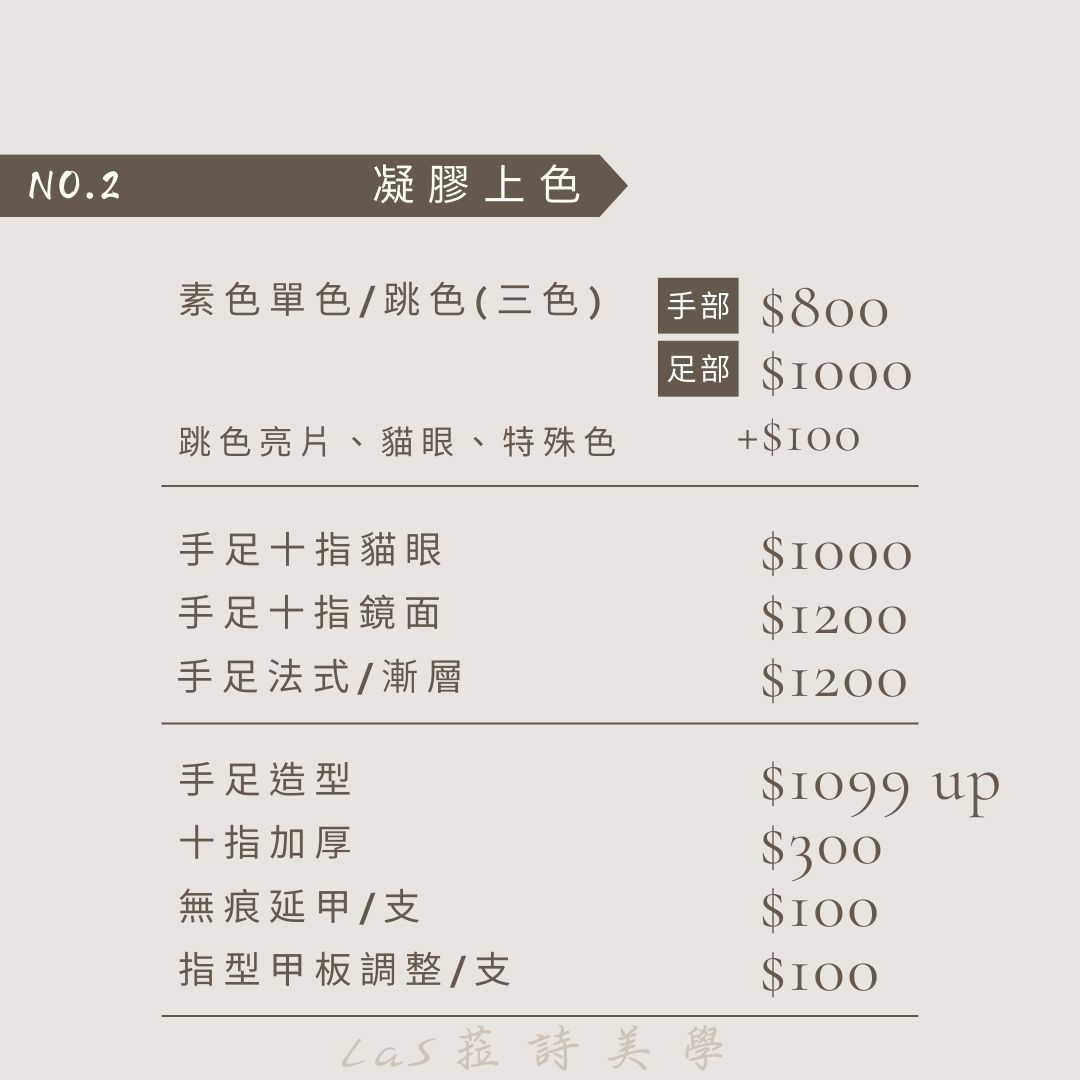 NO.2 凝膠上色
素色單色/跳色(三色) 手部 $800
足部 $1000
跳色亮片、貓眼、特殊色 +$100
手足十指貓眼 $1000
手足十指鏡面 $1200
手足法式/漸層 $1200
手足造型 $1099 up
十指加厚 $300
無痕延甲/支 $100
指型甲板調整/支 $100
LaS菈詩美學